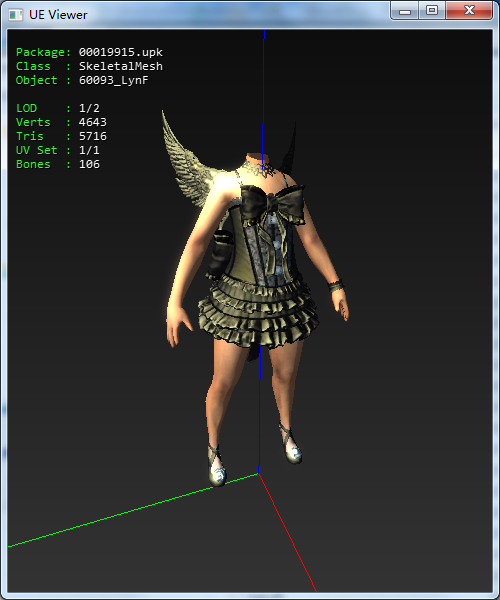 UE Viewer
Package: 00019915.upk
Class : SkeletalMesh
Object : 60093_LynF
LOD : 1/2
Verts : 4643
Tris : 5716
UV Set : 1/1
Bones : 106